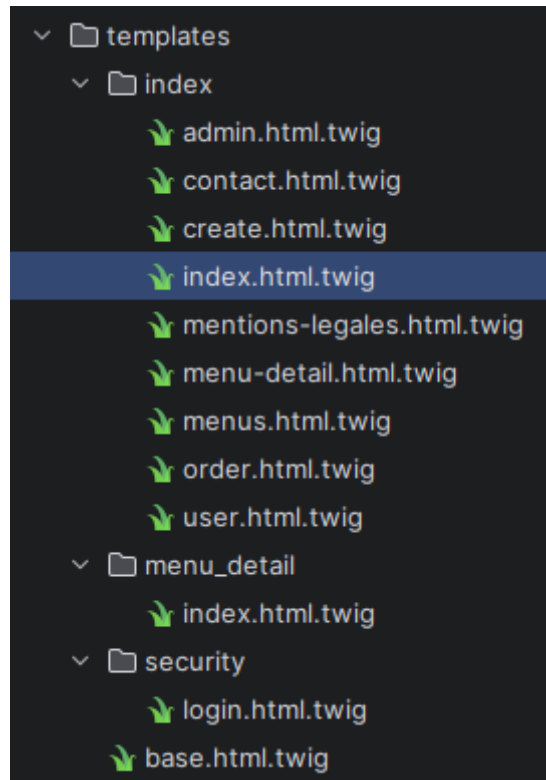 templates
index
admin.html.twig
contact.html.twig
create.html.twig
index.html.twig
mentions-legales.html.twig
menu-detail.html.twig
menus.html.twig
order.html.twig
user.html.twig
menu_detail
index.html.twig
security
login.html.twig
base.html.twig